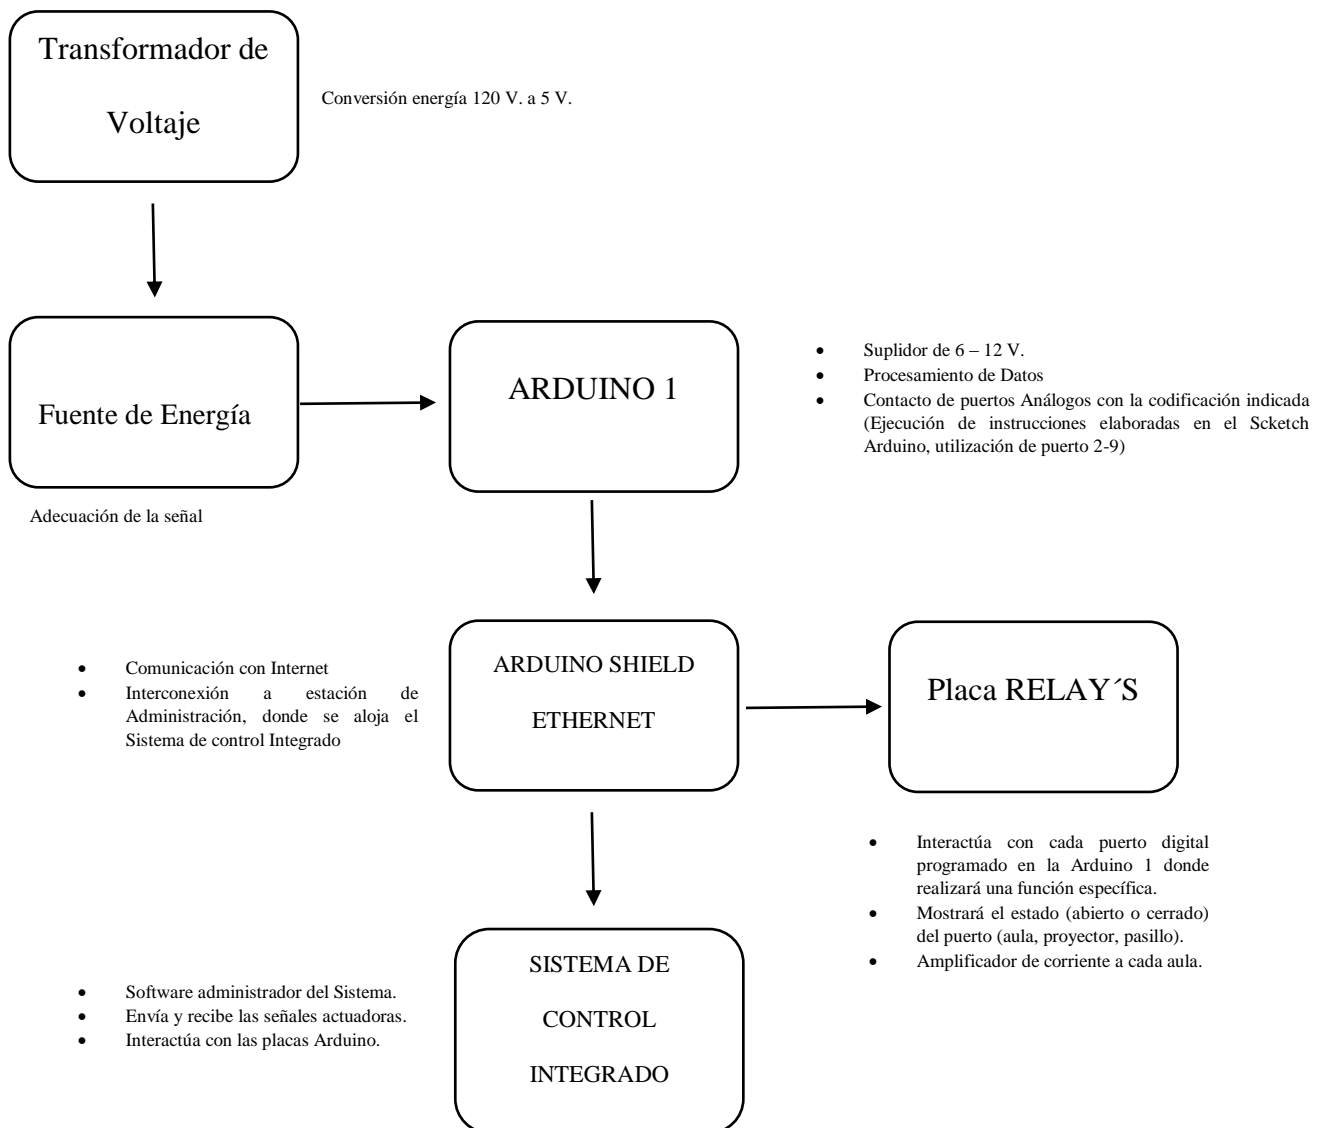 Transformador de
Voltaje
Conversión energía 120 V. a 5 V.
Fuente de Energía
Adecuación de la señal
ARDUINO 1
• Suplidor de 6 – 12 V.
• Procesamiento de Datos
• Contacto de puertos Análogos con la codificación indicada
(Ejecución de instrucciones elaboradas en el Scketch
Arduino, utilización de puerto 2-9)
• Comunicación con Internet
• Interconexión a estación de
Administración, donde se aloja el
Sistema de control Integrado
ARDUINO SHIELD
ETHERNET
Placa RELAY´S
• Interactúa con cada puerto digital
programado en la Arduino 1 donde
realizará una función específica.
• Mostrará el estado (abierto o cerrado)
del puerto (aula, proyector, pasillo).
• Amplificador de corriente a cada aula.
• Software administrador del Sistema.
• Envía y recibe las señales actuadoras.
• Interactúa con las placas Arduino.
SISTEMA DE
CONTROL
INTEGRADO